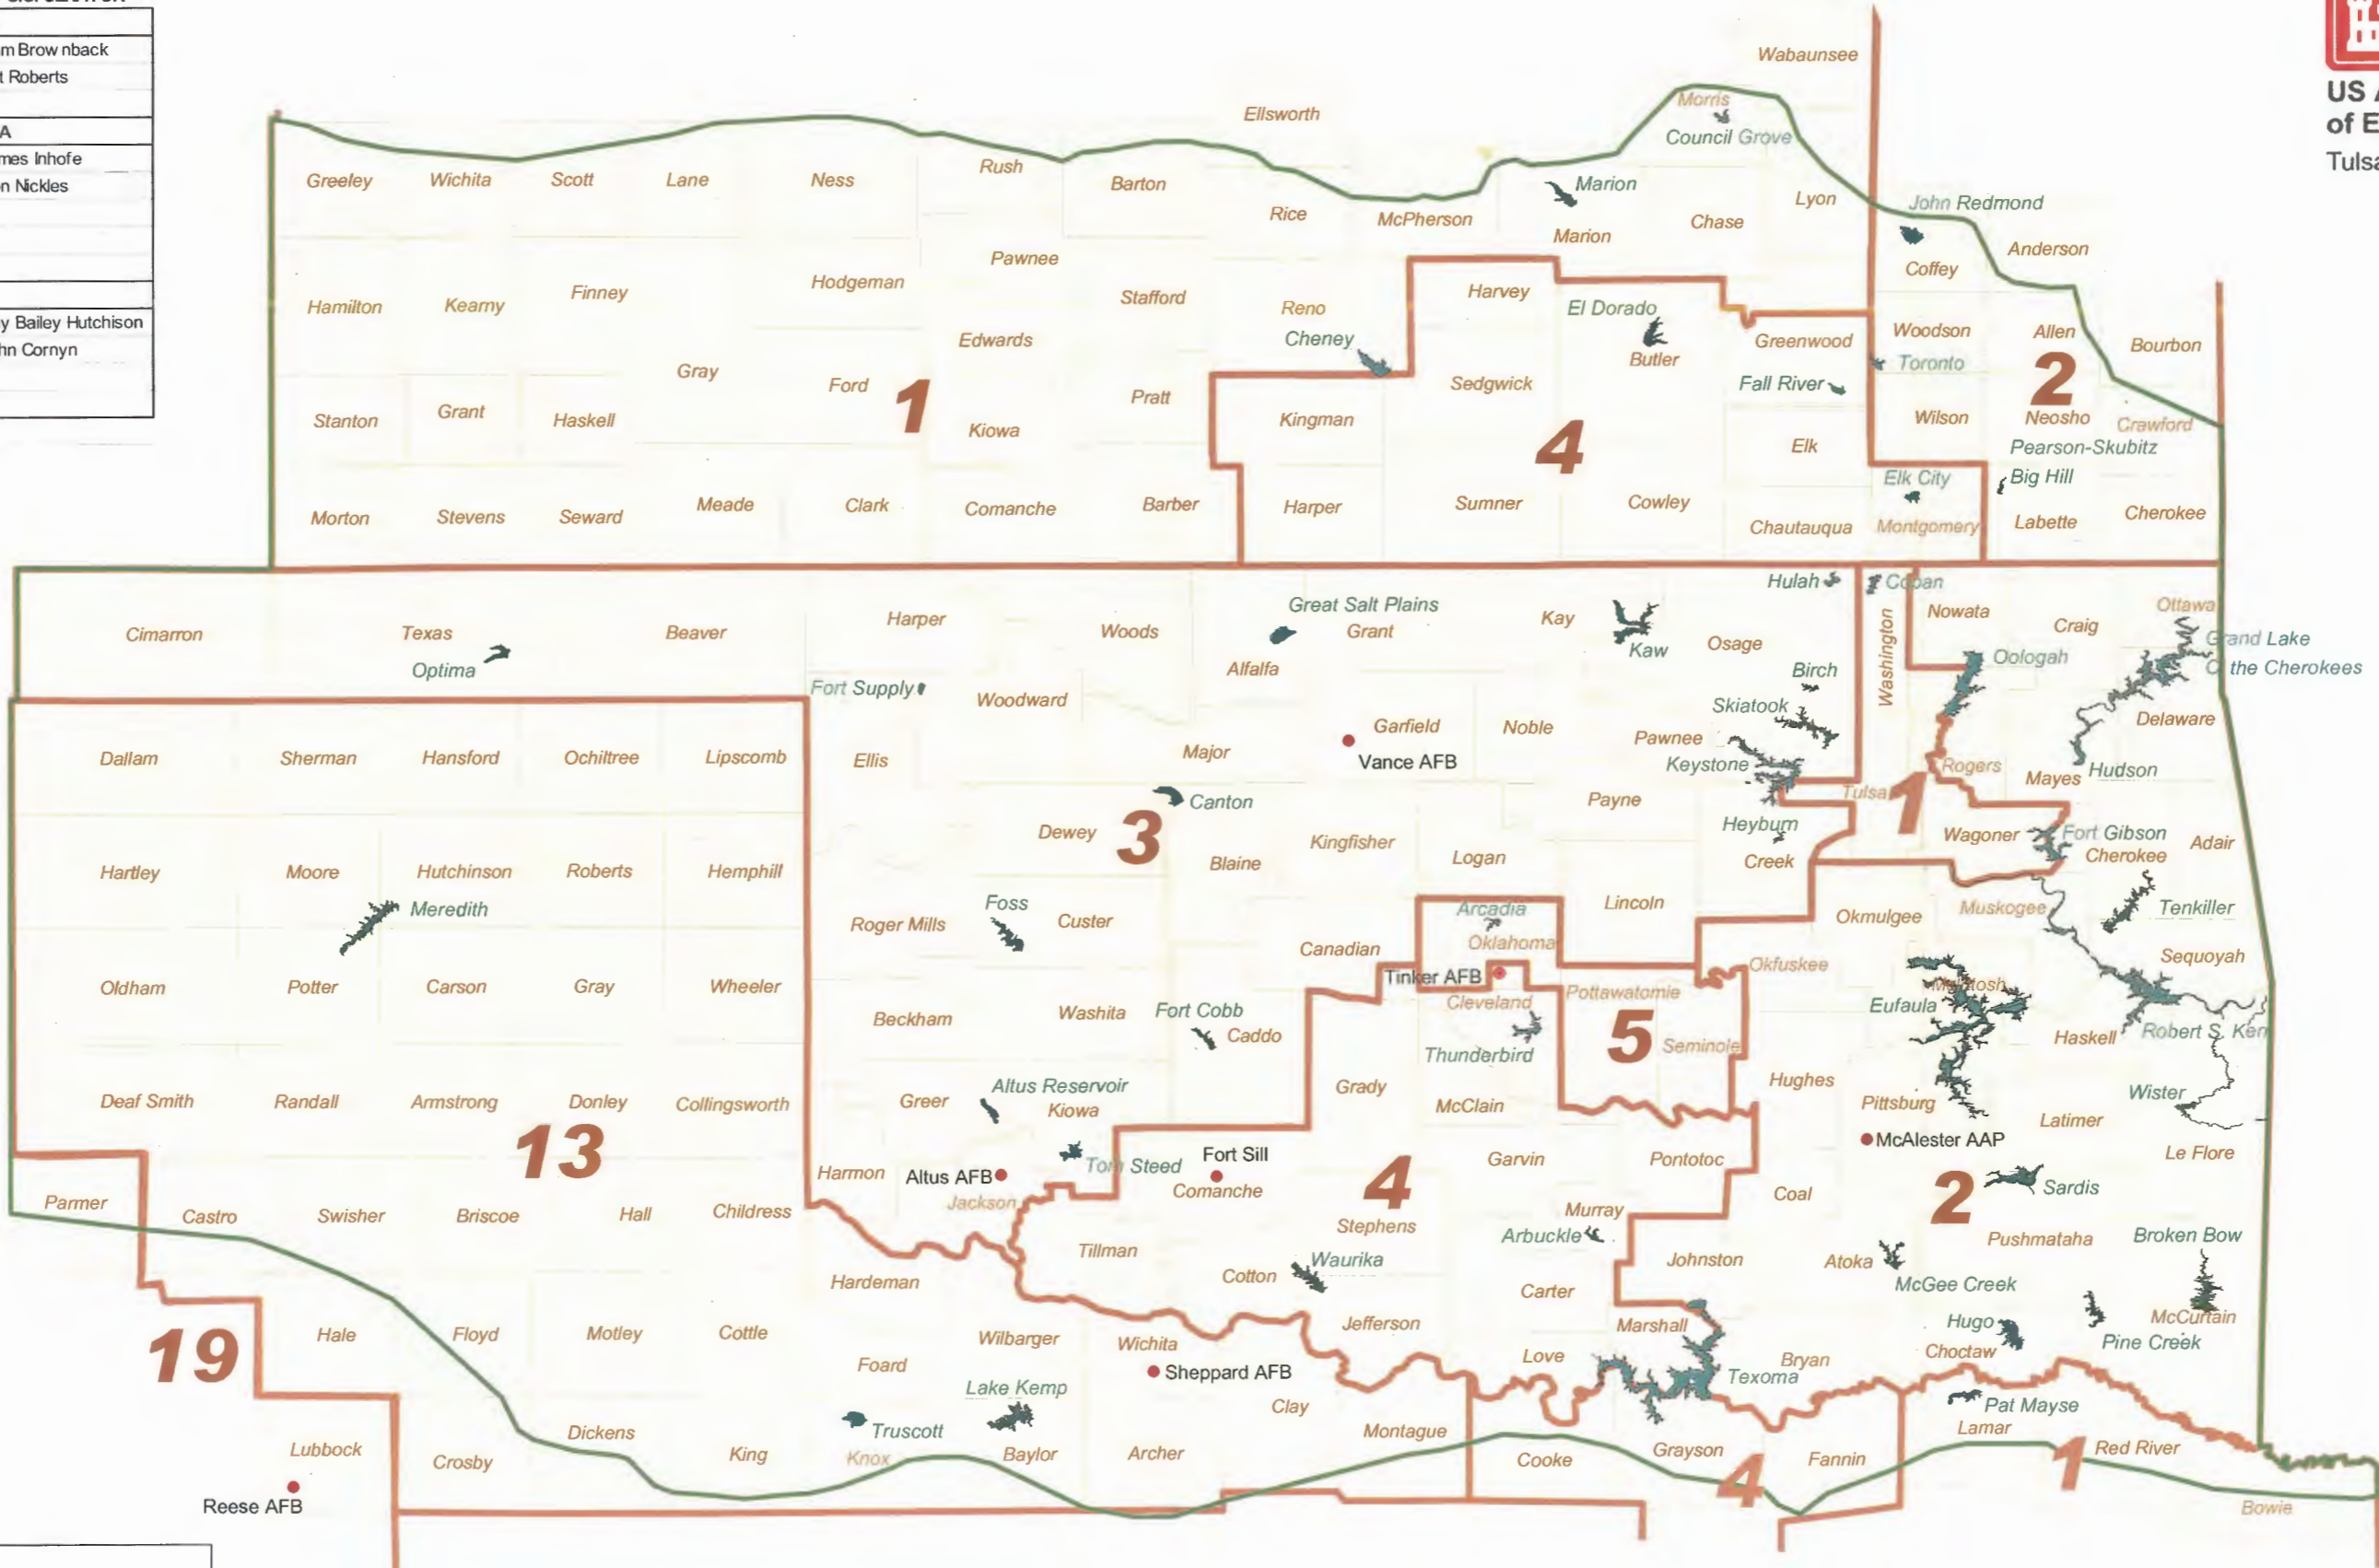 m Brownback
t Roberts
A
mes Inhofe
n Nickles
y Bailey Hutchison
hn Cornyn
US
of E
Tulsa
Wabaunsee
Ellsworth
Morris
Council Grove
Greeley
Wichita
Scott
Lane
Ness
Rush
Barton
Rice
McPherson
Marion
Marion
Chase
Lyon
John Redmond
Coffey
Anderson
Hamilton
Kearny
Finney
Hodgeman
Pawnee
Stafford
Reno
Cheney
Harvey
El Dorado
Butler
Greenwood
Woodson
Allen
Bourbon
Toronto
2
Edwards
Gray
Ford
1
Pratt
Sedgwick
Fall River
Stanton
Grant
Haskell
Kiowa
Kingman
4
Elk
Wilson
Neosho
Crawford
Pearson-Skubitz
Big Hill
Elk City
Morton
Stevens
Seward
Meade
Clark
Comanche
Barber
Harper
Sumner
Cowley
Chautauqua
Montgomery
Labette
Cherokee
Hulah
Copan
Cimarron
Texas
Optima
Beaver
Harper
Woods
Great Salt Plains
Grant
Kay
Kaw
Osage
Washington
Nowata
Craig
Ottawa
Grand Lake
O the Cherokees
Fort Supply
Woodward
Alfalfa
Birch
Oologah
Skiatook
Delaware
Dallam
Sherman
Hansford
Ochiltree
Lipscomb
Ellis
Major
Garfield
Vance AFB
Noble
Pawnee
Keystone
Rogers
Mayes
Hudson
Canton
Payne
Tulsa
1
Dewey
3
Blaine
Kingfisher
Logan
Heyburn
Creek
Wagoner
Fort Gibson
Cherokee
Adair
Hartley
Moore
Hutchinson
Roberts
Hemphill
Meredith
Roger Mills
Foss
Custer
Canadian
Arcadia
Oklahoma
Lincoln
Okmulgee
Muskogee
Tenkiller
Sequoyah
Tinker AFB
Okfuskee
Oldham
Potter
Carson
Gray
Wheeler
Beckham
Washita
Fort Cobb
Caddo
Cleveland
Thunderbird
Pottawatomie
5
Seminole
McIntosh
Eufaula
Haskell
Robert S. Kerr
Deaf Smith
Randall
Armstrong
Donley
Collingsworth
Greer
Altus Reservoir
Kiowa
Grady
McClain
Hughes
Pittsburg
Wister
Latimer
McAlester AAP
Le Flore
13
Harmon
Altus AFB
Tom Steed
Jackson
Fort Sill
Comanche
4
Garvin
Pontotoc
Coal
2
Sardis
Parmer
Castro
Swisher
Briscoe
Hall
Childress
Tillman
Stephens
Murray
Arbuckle
Johnston
Atoka
McGee Creek
Pushmataha
Broken Bow
McCurtain
Hardeman
Cotton
Waurika
Carter
19
Hale
Floyd
Motley
Cottle
Foard
Wilbarger
Wichita
Sheppard AFB
Jefferson
Marshall
Love
Bryan
Texoma
Hugo
Choctaw
Pine Creek
Pat Mayse
Lamar
Lubbock
Reese AFB
Crosby
Dickens
King
Truscott
Knox
Lake Kemp
Baylor
Archer
Clay
Montague
Cooke
Grayson
4
Fannin
1
Red River
Bowie